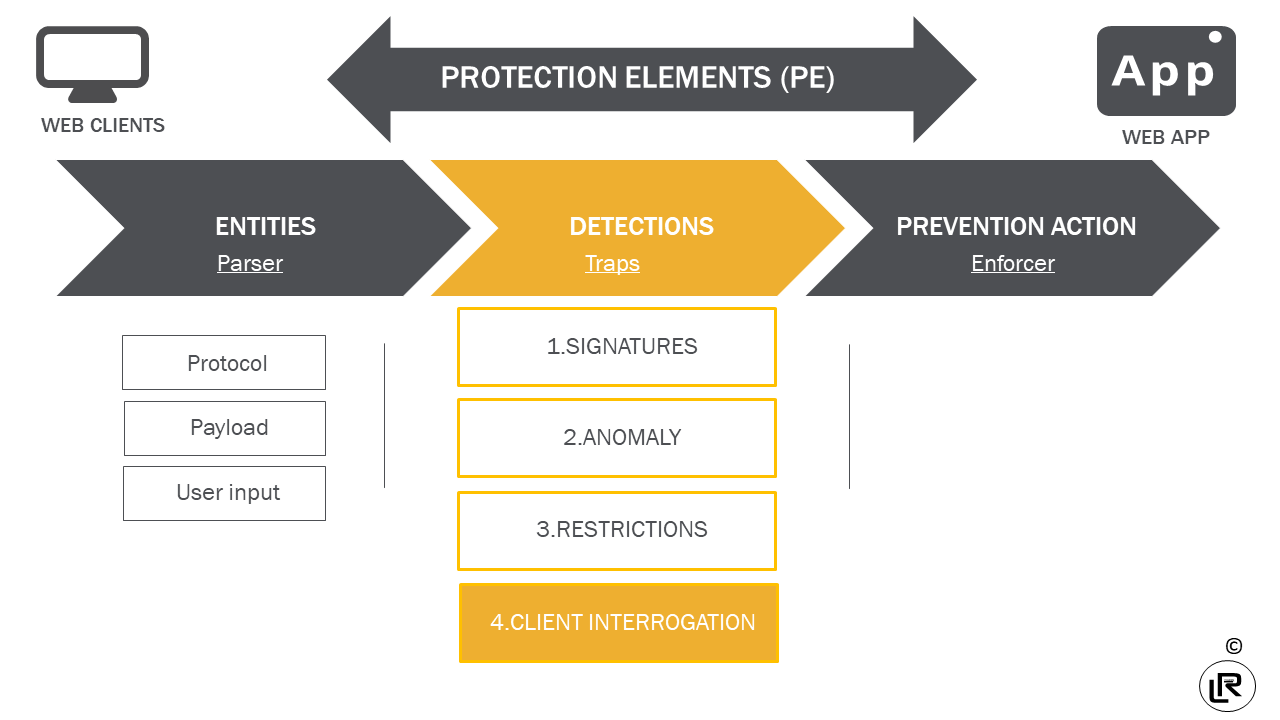 PROTECTION ELEMENTS (PE)
App
WEB CLIENTS
WEB APP
ENTITIES
Parser
DETECTIONS
Traps
PREVENTION ACTION
Enforcer
Protocol
Payload
User input
1.SIGNATURES
2.ANOMALY
3.RESTRICTIONS
4.CLIENT INTERROGATION
©
LR